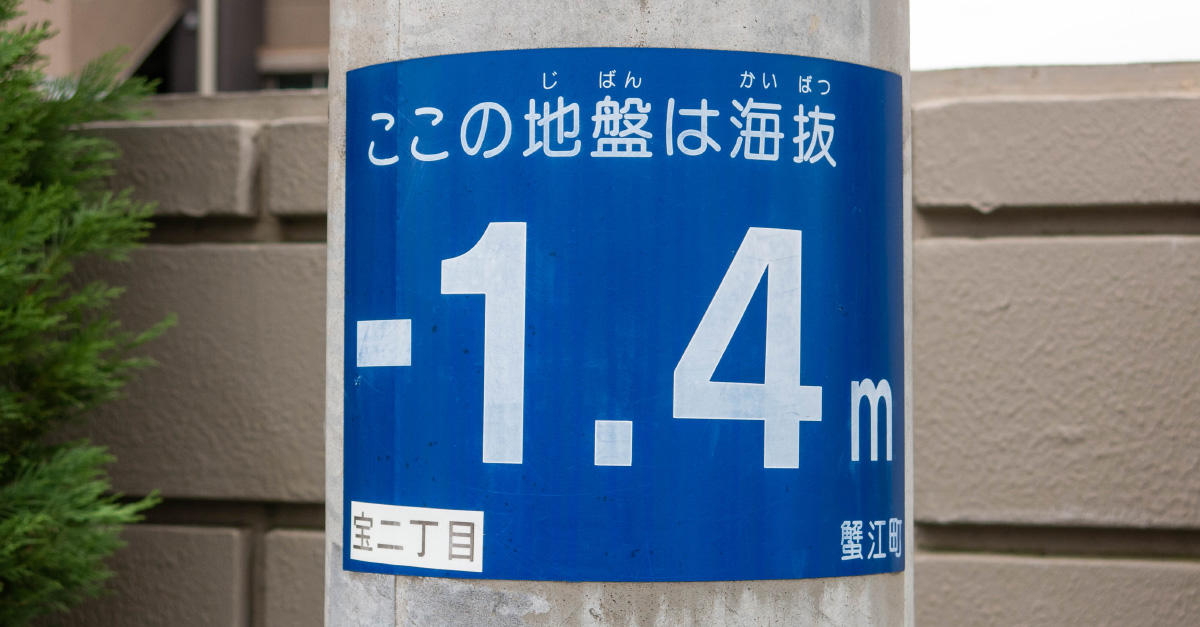 じ ばん かい ばつ
ここの地盤は海抜
-1.4m
宝二丁目
蟹江町